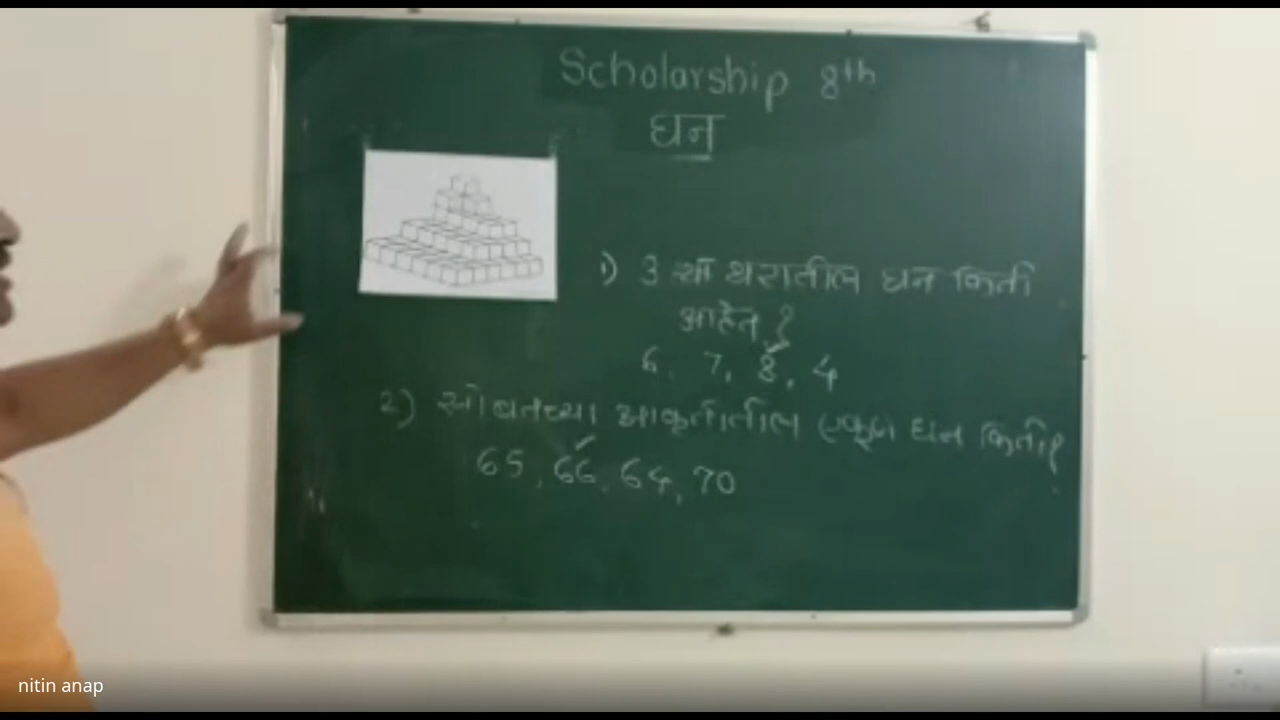 Scholarship 8th
घन
1) 3 र्‍या थरातील घन किती
आहेत ?
6, 7, 8, 4
2) सोबतच्या आकृतीतील एकूण घन किती?
65, 66, 64, 70
nitin anap